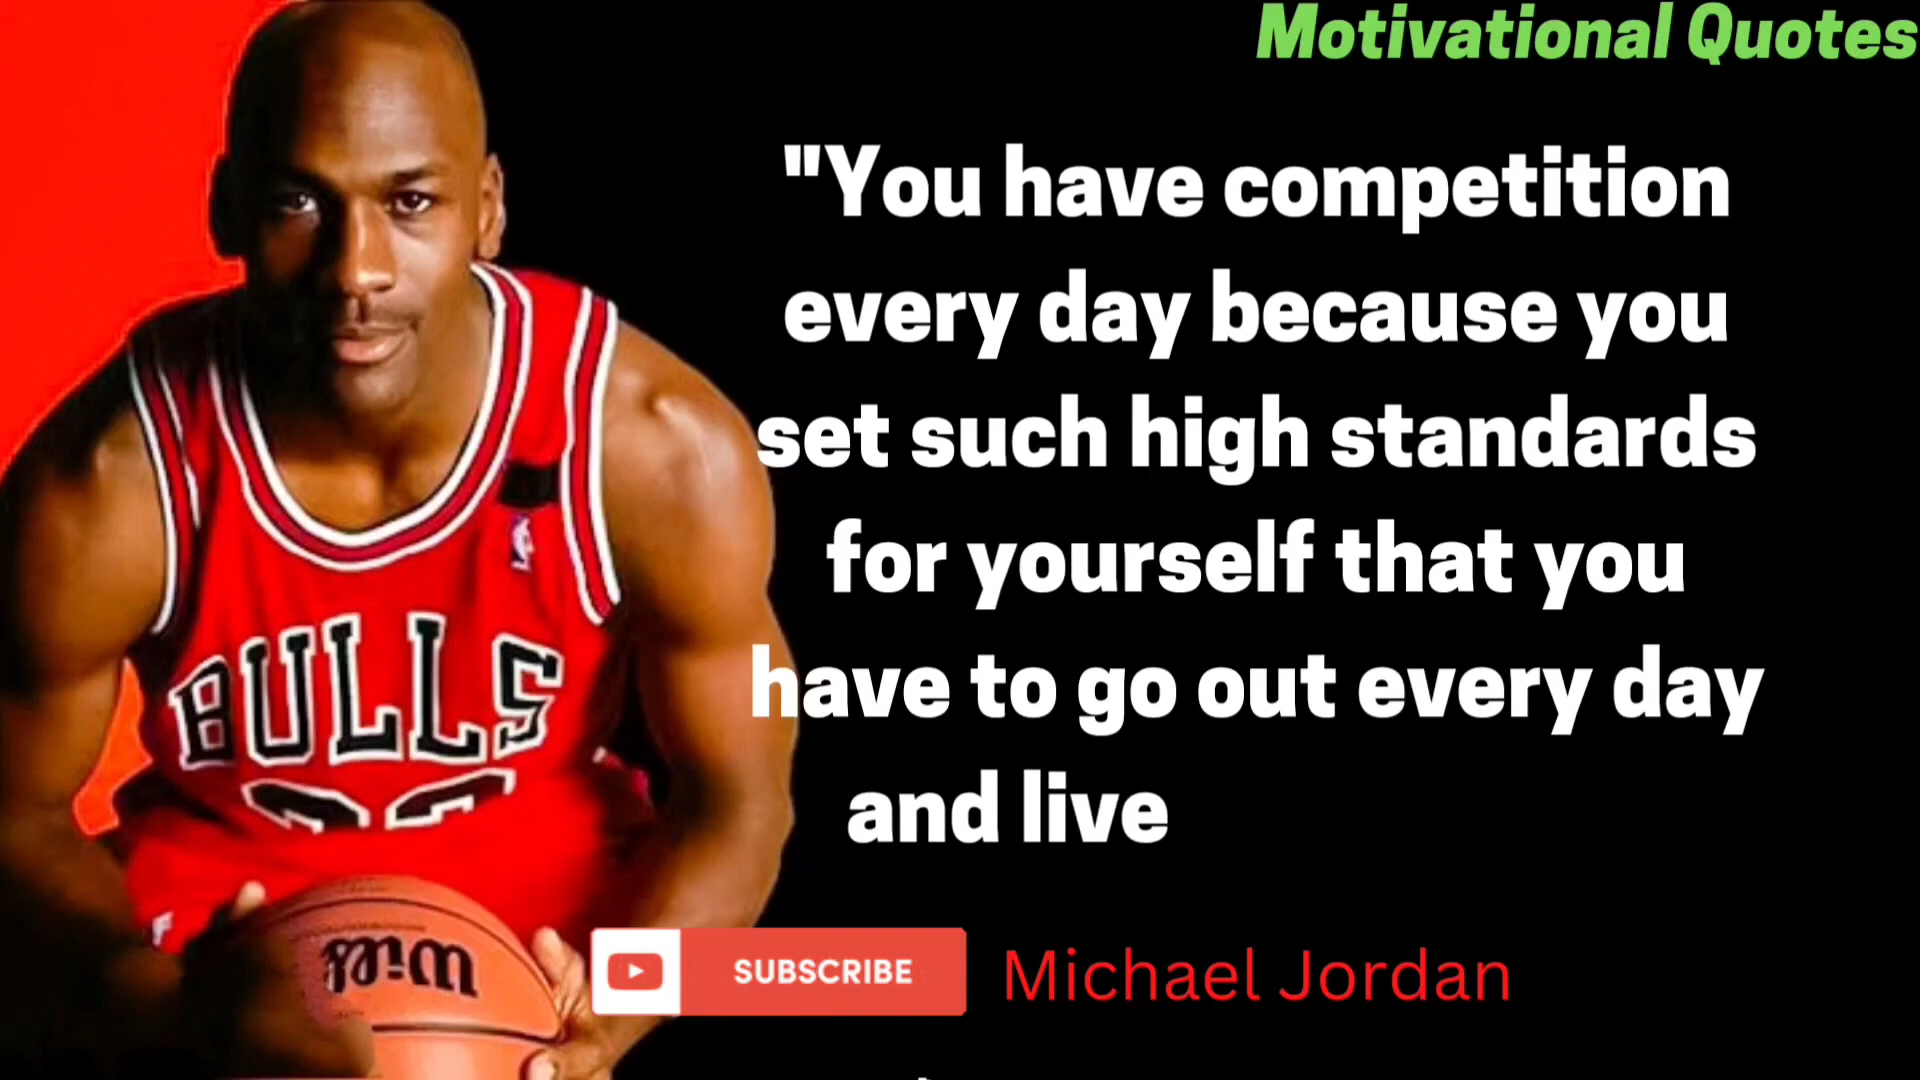 Motivational Quotes
"You have competition
every day because you
set such high standards
for yourself that you
have to go out every day
and live
BULLS
Wilson
SUBSCRIBE
Michael Jordan